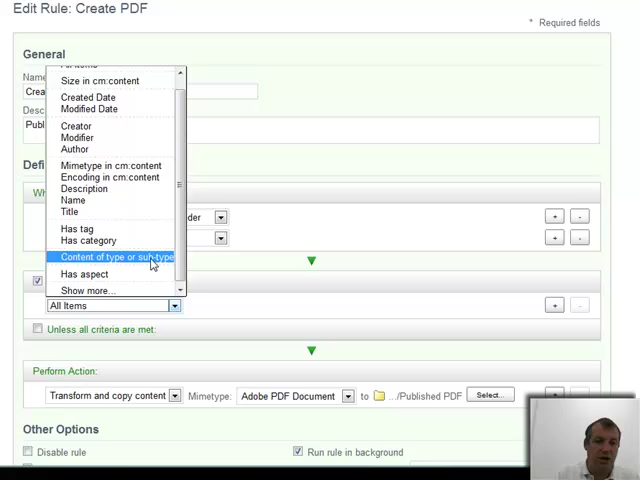 Edit Rule: Create PDF
* Required fields
General
Size in cm:content
Created Date
Modified Date
Creator
Modifier
Author
Mimetype in cm:content
Encoding in cm:content
Description
Name
Title
Has tag
Has category
Content of type or sub-type
Has aspect
Show more...
All Items
Unless all criteria are met:
Perform Action:
Transform and copy content Mimetype: Adobe PDF Document to .../Published PDF Select... + -
Other Options
Disable rule Run rule in background